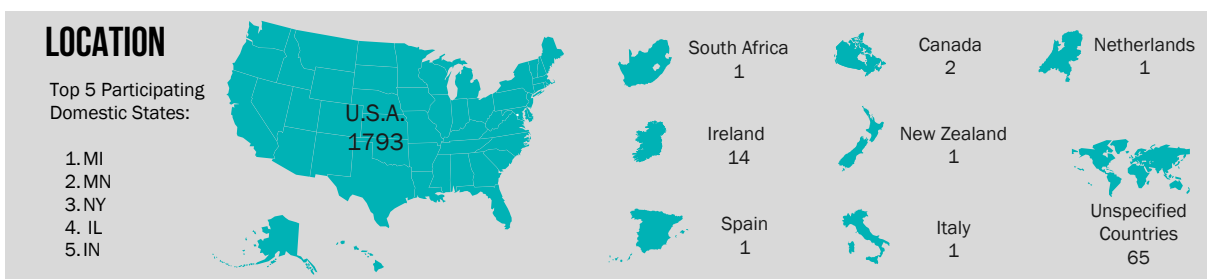 LOCATION
Top 5 Participating
Domestic States:
1. MI
2. MN
3. NY
4. IL
5. IN
U.S.A.
1793
South Africa
1
Canada
2
Netherlands
1
Ireland
14
New Zealand
1
Spain
1
Italy
1
Unspecified
Countries
65